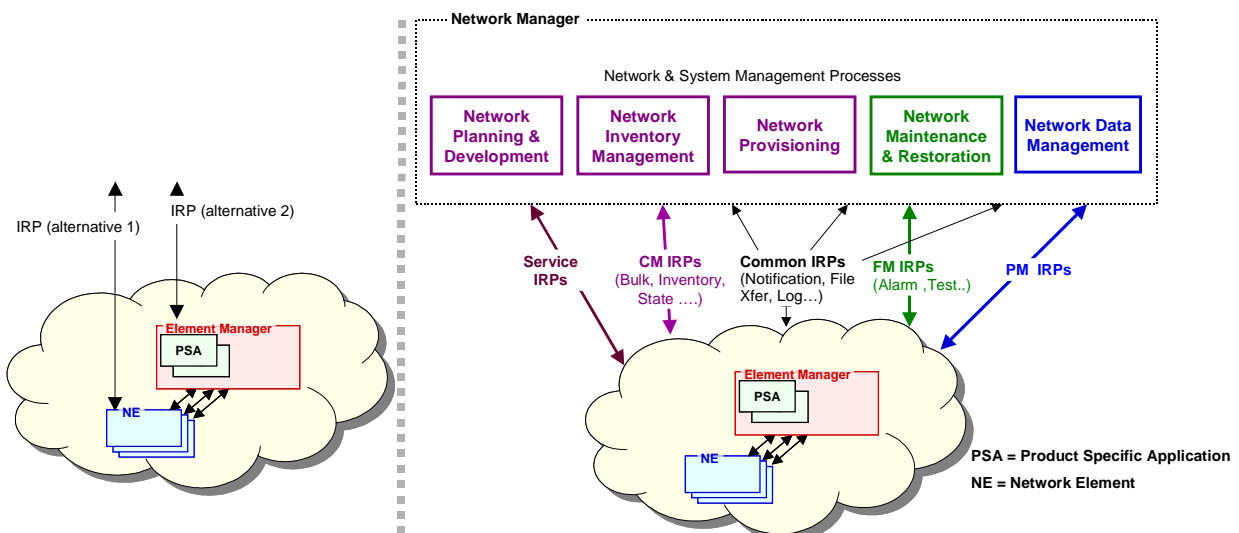 Network Manager
Network & System Management Processes
Network
Planning &
Development
Network
Inventory
Management
Network
Provisioning
Network
Maintenance
& Restoration
Network Data
Management
IRP (alternative 1)
IRP (alternative 2)
Service
IRPs
CM IRPs
(Bulk, Inventory,
State ….)
Common IRPs
(Notification, File
Xfer, Log…)
FM IRPs
(Alarm ,Test..)
PM IRPs
Element Manager
PSA
NE
Element Manager
PSA
NE
PSA = Product Specific Application
NE = Network Element